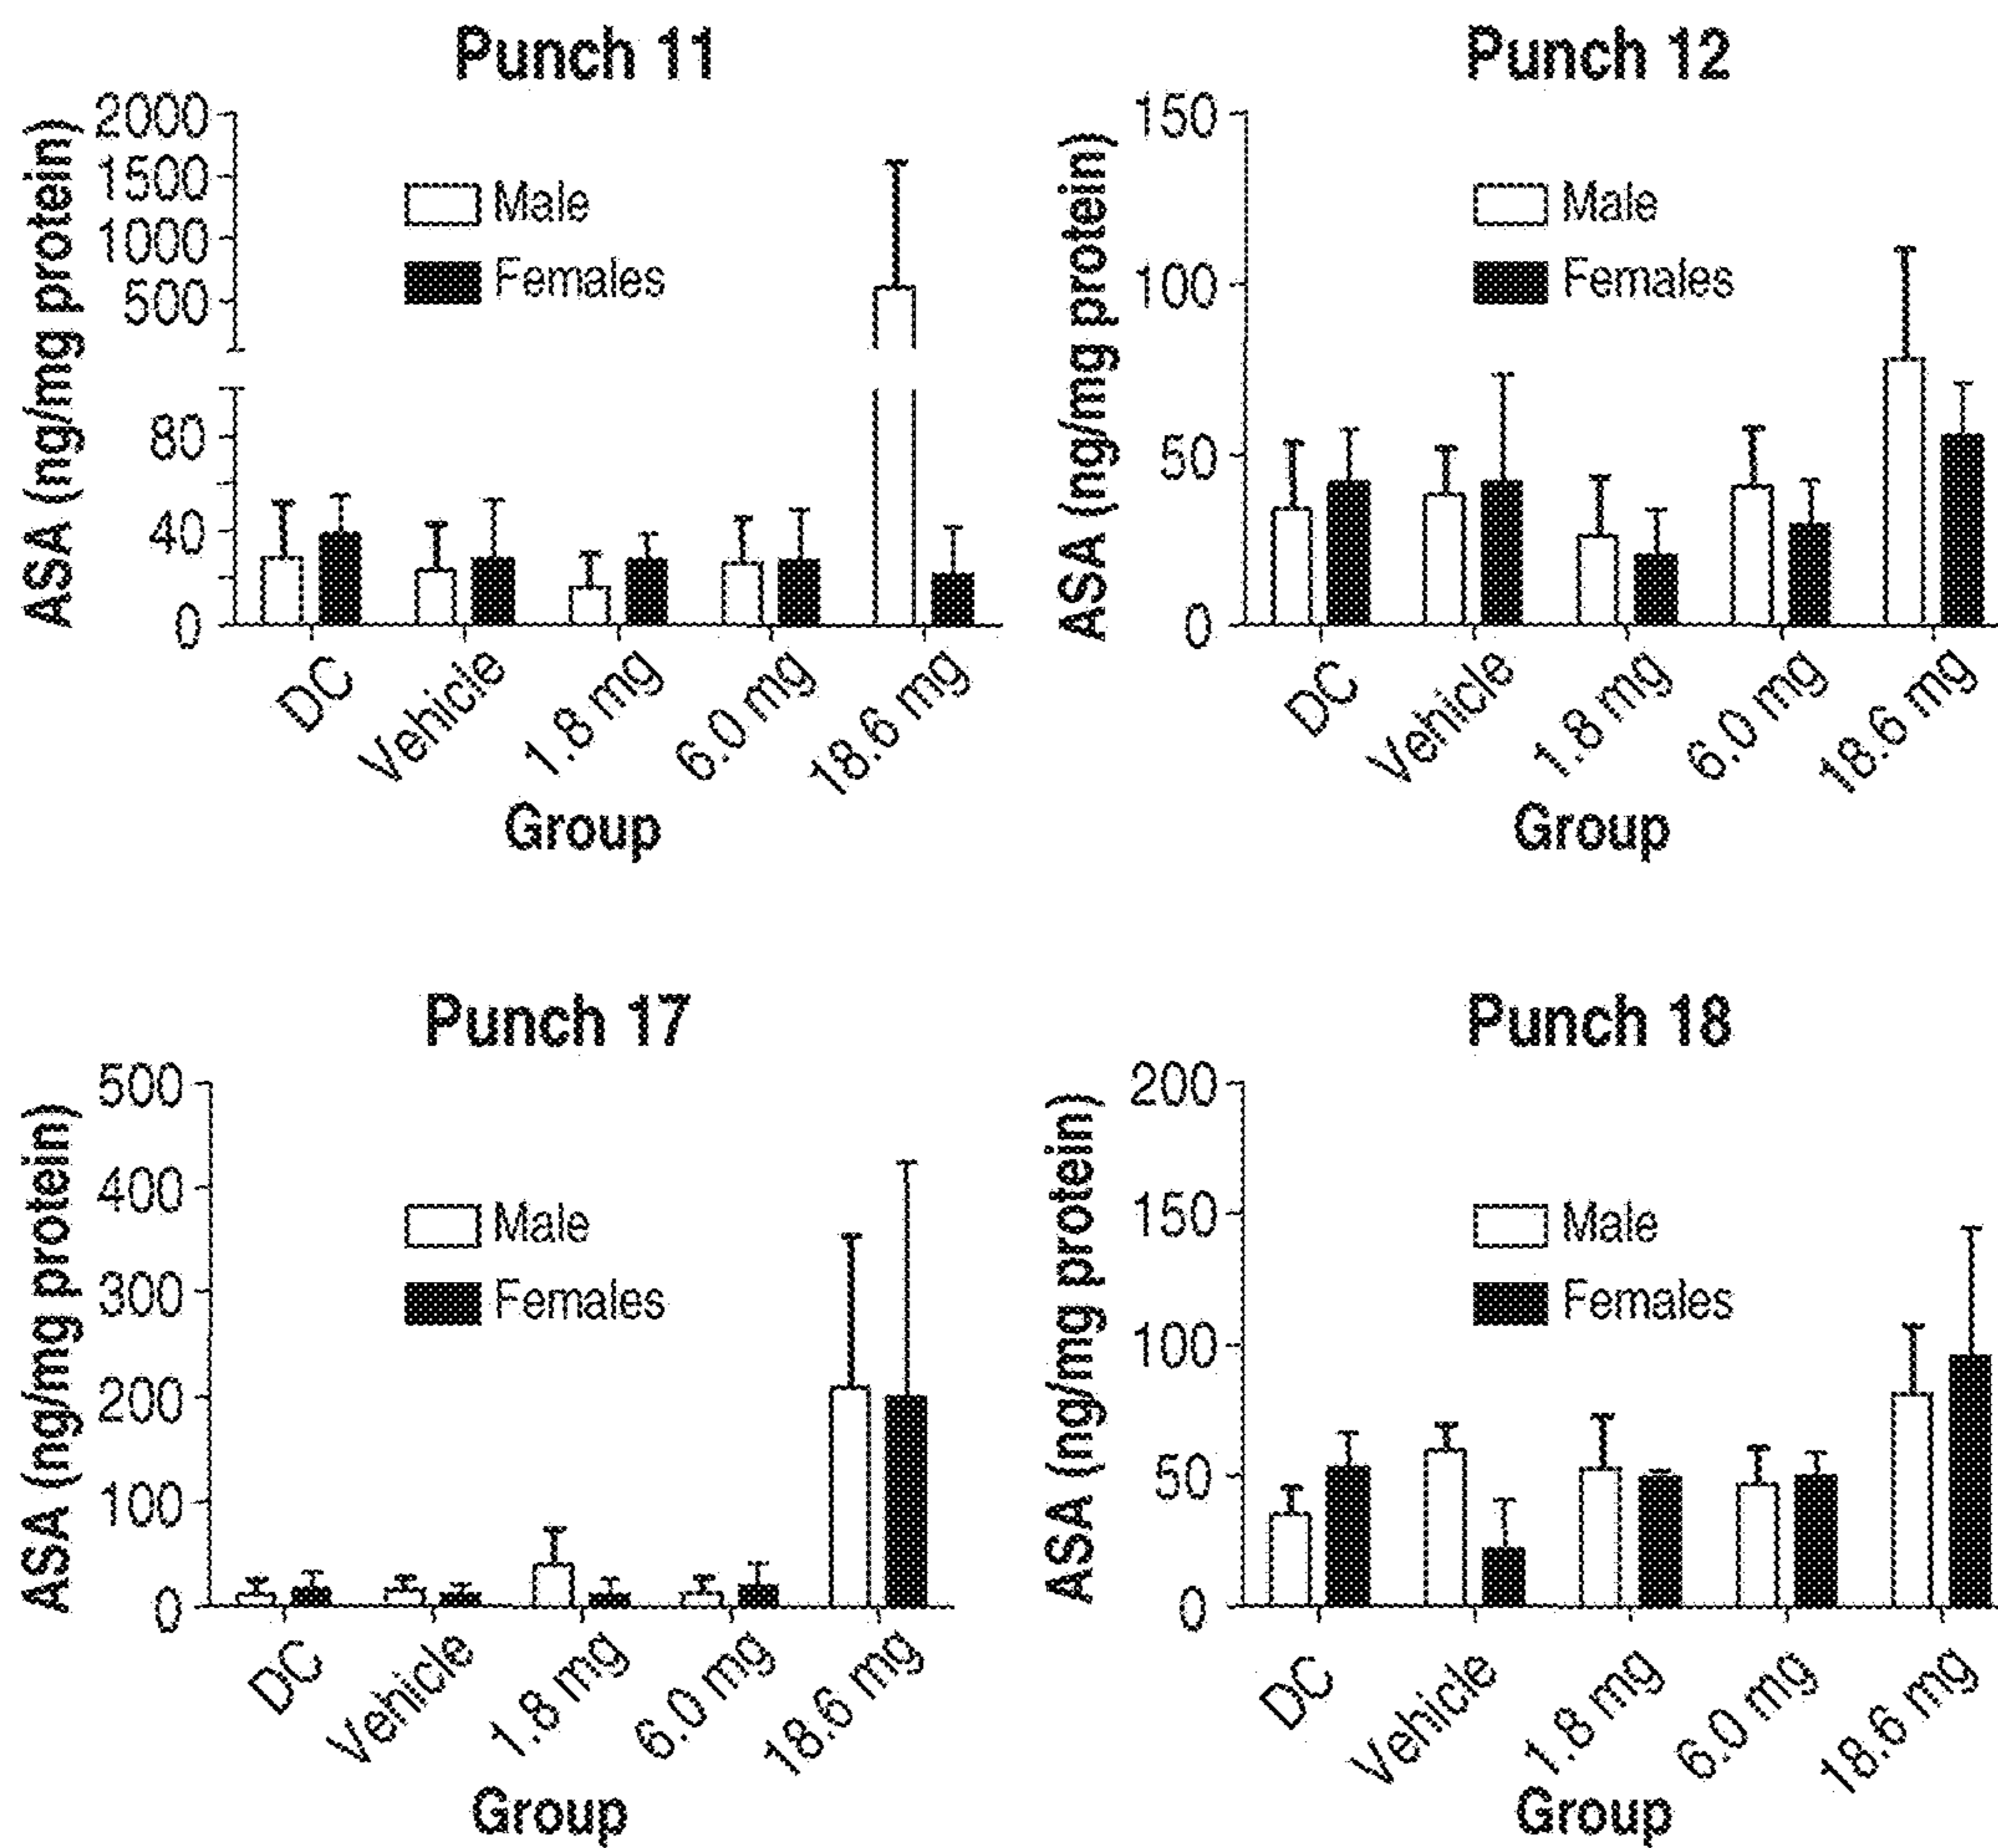 Punch 11
ASA (ng/mg protein)
2000
1500
1000
500
80
40
0
Male
Females
DC
Vehicle
1.8 mg
6.0 mg
18.6 mg
Group
Punch 12
ASA (ng/mg protein)
150
100
50
0
Male
Females
DC
Vehicle
1.8 mg
6.0 mg
18.6 mg
Group
Punch 17
ASA (ng/mg protein)
500
400
300
200
100
0
Male
Females
DC
Vehicle
1.8 mg
6.0 mg
18.6 mg
Group
Punch 18
ASA (ng/mg protein)
200
150
100
50
0
Male
Females
DC
Vehicle
1.8 mg
6.0 mg
18.6 mg
Group